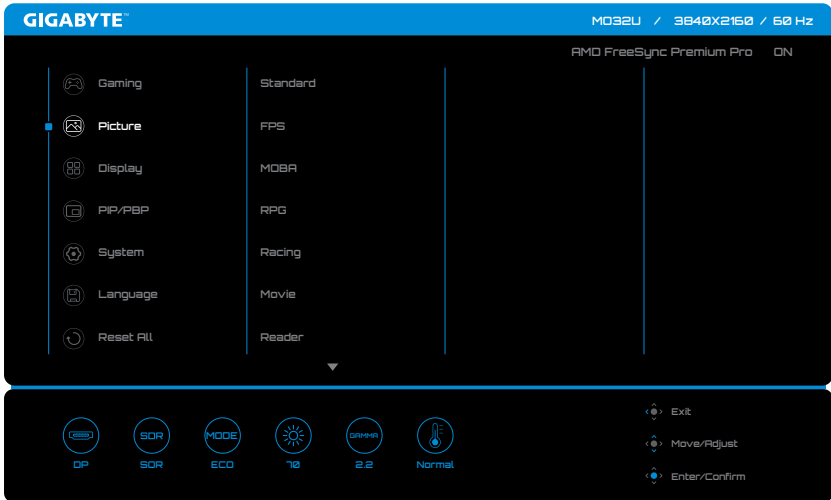 GIGABYTE™ MO32U / 3840X2160 / 60 Hz
AMD FreeSync Premium Pro ON
Gaming Standard
Picture FPS
Display MOBA
PIP/PBP RPG
System Racing
Language Movie
Reset All Reader
Exit
SDR MODE GAMMA
Move/Adjust
DP SDR ECO 70 2.2 Normal
Enter/Confirm